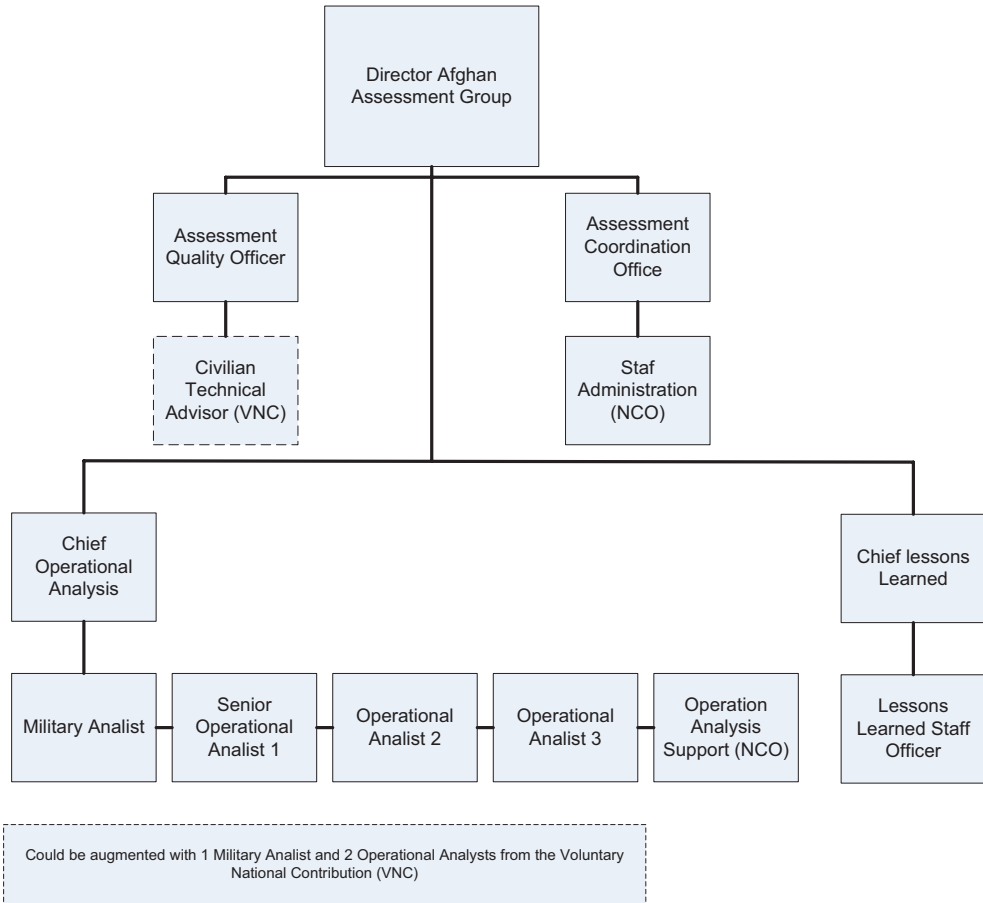 Director Afghan
Assessment Group
Assessment
Quality Officer
Assessment
Coordination
Office
Civilian
Technical
Advisor (VNC)
Staf
Administration
(NCO)
Chief
Operational
Analysis
Chief lessons
Learned
Military Analist
Senior
Operational
Analist 1
Operational
Analist 2
Operational
Analist 3
Operation
Analysis
Support (NCO)
Lessons
Learned Staff
Officer
Could be augmented with 1 Military Analist and 2 Operational Analysts from the Voluntary
National Contribution (VNC)